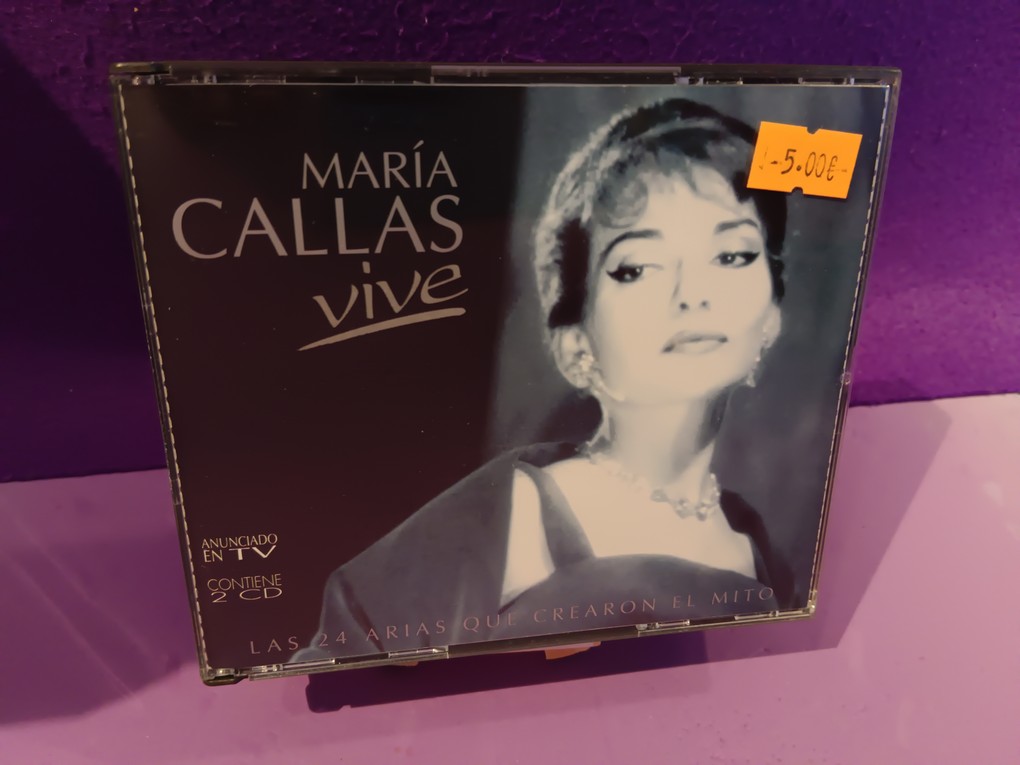 MARÍA
CALLAS
vive
-5.00€-
ANUNCIADO
EN TV
CONTIENE
2 CD
LAS 24 ARIAS QUE CREARON EL MITO